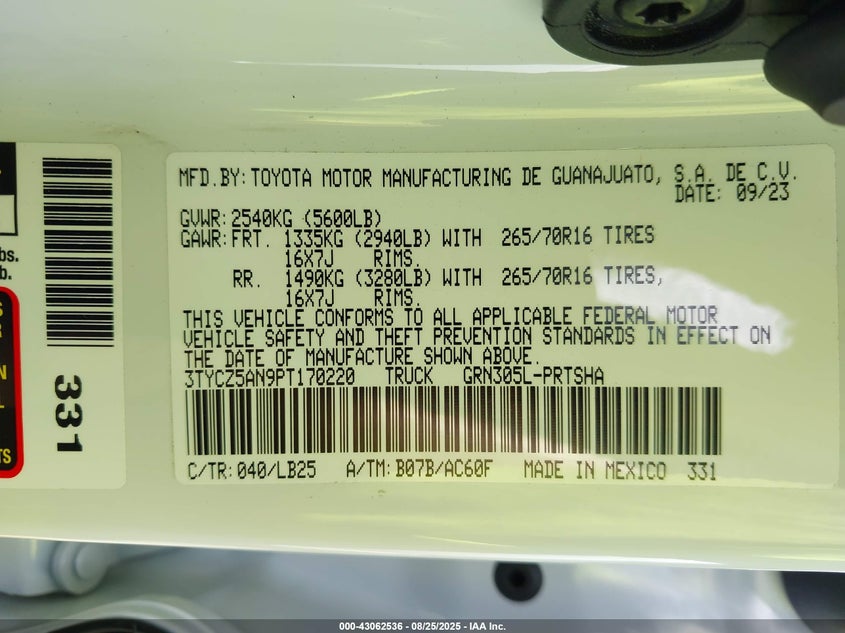 MFD.BY: TOYOTA MOTOR MANUFACTURING DE GUANAJUATO, S.A. DE C.V.
DATE: 09/23
GVWR: 2540KG (5600LB)
GAWR: FRT. 1335KG (2940LB) WITH 265/70R16 TIRES
16X7J RIMS.
RR. 1490KG (3280LB) WITH 265/70R16 TIRES,
16X7J RIMS.
THIS VEHICLE CONFORMS TO ALL APPLICABLE FEDERAL MOTOR
VEHICLE SAFETY AND THEFT PREVENTION STANDARDS IN EFFECT ON
THE DATE OF MANUFACTURE SHOWN ABOVE.
3TYCZ5AN9PT170220 TRUCK GRN305L-PRTSHA
C/TR: 040/LB25 A/TM: B07B/AC60F MADE IN MEXICO 331
331
bs.
b.
000-43062536 - 08/25/2025 - IAA Inc.